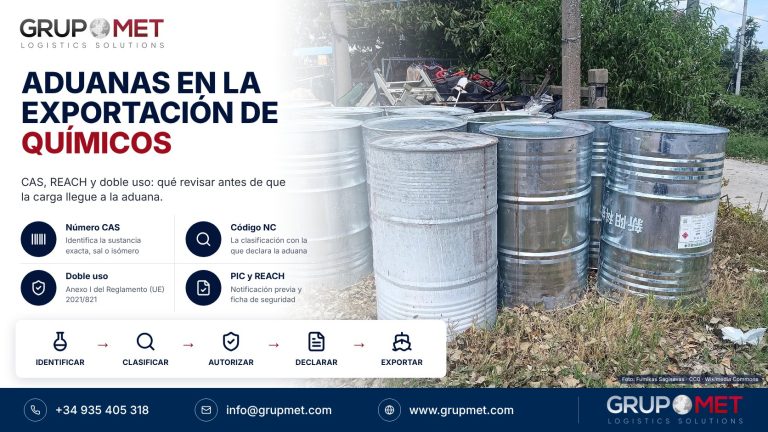 GRUPMET
LOGISTICS SOLUTIONS
ADUANAS EN LA
EXPORTACIÓN DE
QUÍMICOS
CAS, REACH y doble uso: qué revisar antes de que
la carga llegue a la aduana.
Número CAS
Identifica la sustancia
exacta, sal o isómero
Código NC
La clasificación con la
que declara la aduana
Doble uso
Anexo I del Reglamento (UE)
2021/821
PIC y REACH
Notificación previa y
ficha de seguridad
IDENTIFICAR → CLASIFICAR → AUTORIZAR → DECLARAR → EXPORTAR
新阳科技
Foto: Fumikas Sagisavas · CC0 · Wikimedia Commons
+34 935 405 318
info@grupmet.com
www.grupmet.com
GRUPMET
LOGISTICS SOLUTIONS